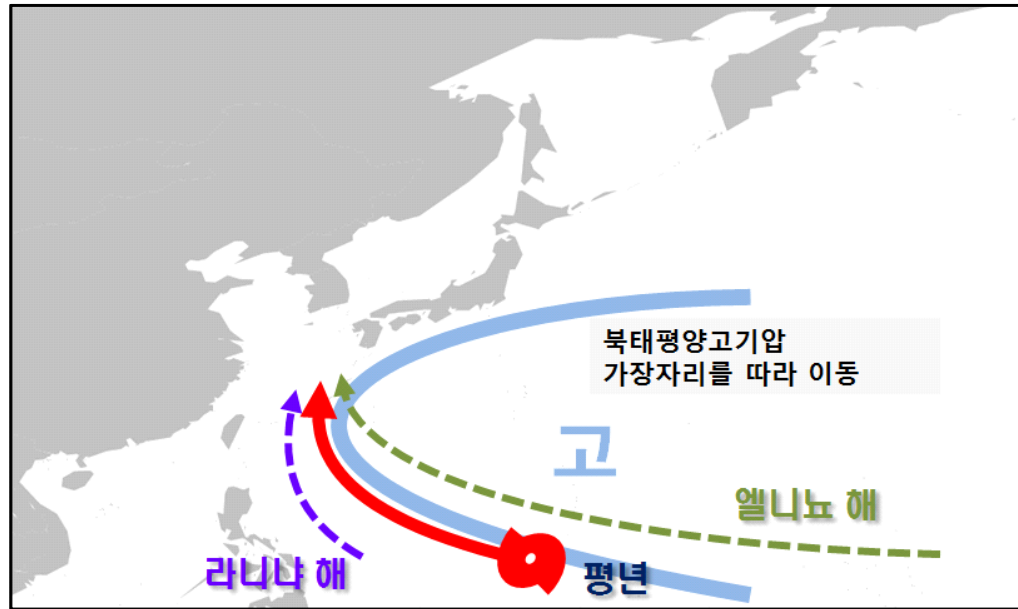 북태평양고기압
가장자리를 따라 이동
고
엘니뇨 해
라니냐 해
평년